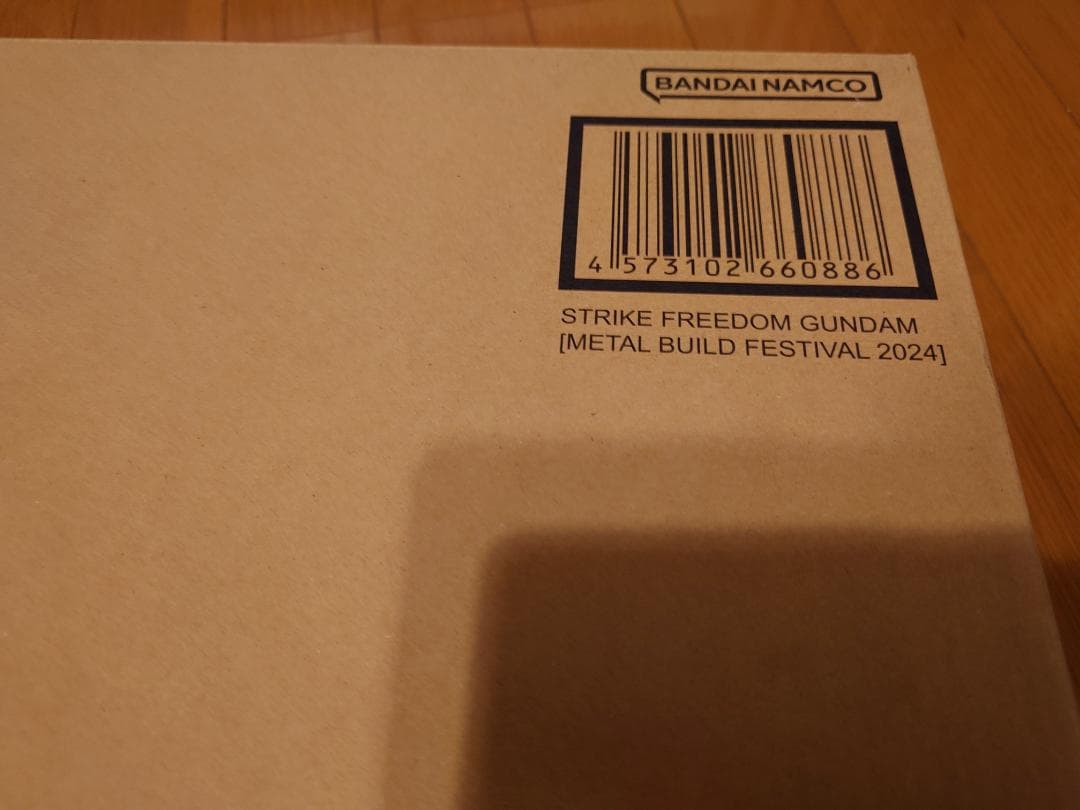 BANDAI NAMCO
4 573102 660886
STRIKE FREEDOM GUNDAM
[METAL BUILD FESTIVAL 2024]